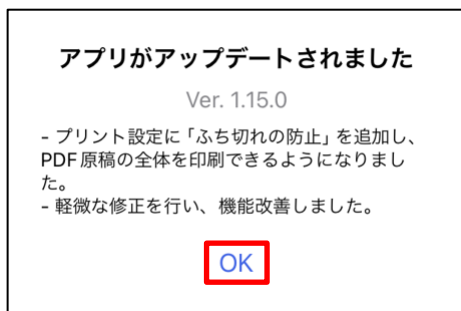 アプリがアップデートされました
Ver. 1.15.0
- プリント設定に「ふち切れの防止」を追加し、
PDF原稿の全体を印刷できるようになりまし
た。
- 軽微な修正を行い、機能改善しました。
OK